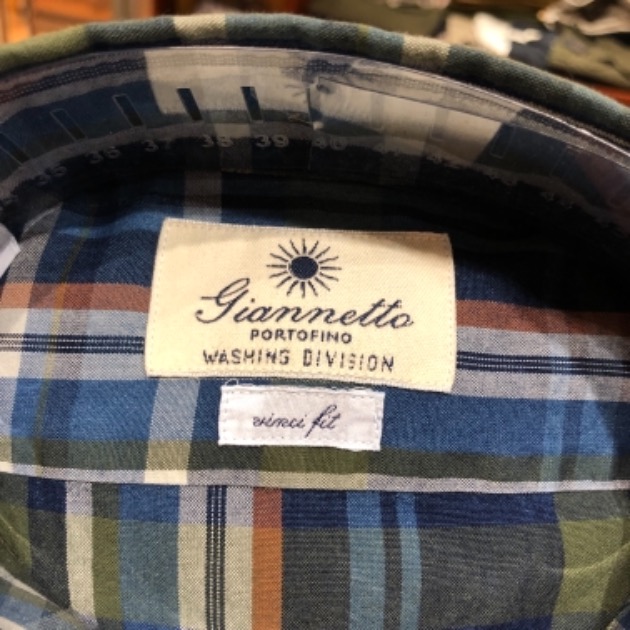 35 36 37 38 39 40
Giannetto
PORTOFINO
WASHING DIVISION
vinci fit